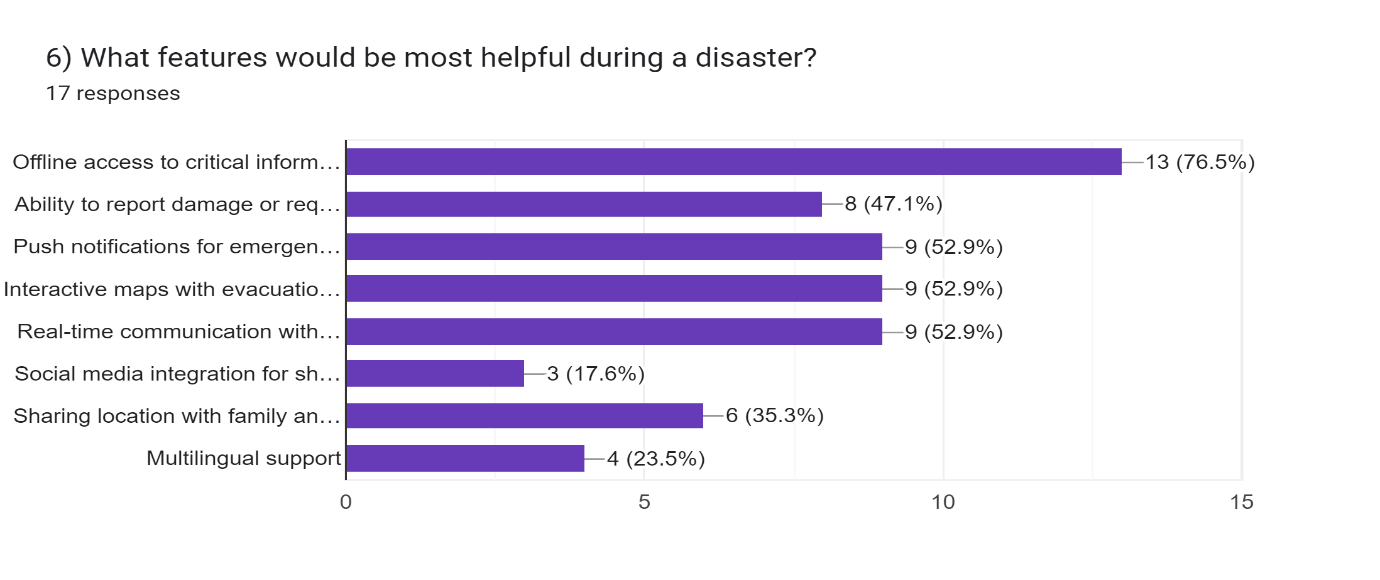 6) What features would be most helpful during a disaster?
17 responses
Offline access to critical inform… 13 (76.5%)
Ability to report damage or req… 8 (47.1%)
Push notifications for emergen… 9 (52.9%)
Interactive maps with evacuatio… 9 (52.9%)
Real-time communication with… 9 (52.9%)
Social media integration for sh… 3 (17.6%)
Sharing location with family an… 6 (35.3%)
Multilingual support 4 (23.5%)
0 5 10 15